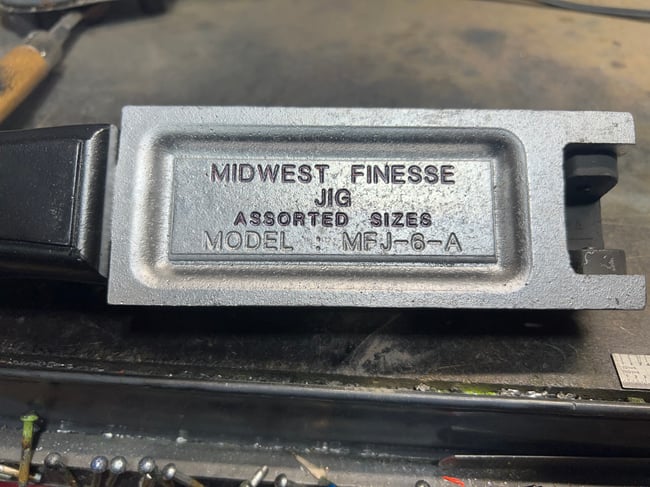 MIDWEST FINESSE
JIG
ASSORTED SIZES
MODEL : MFJ-6-A